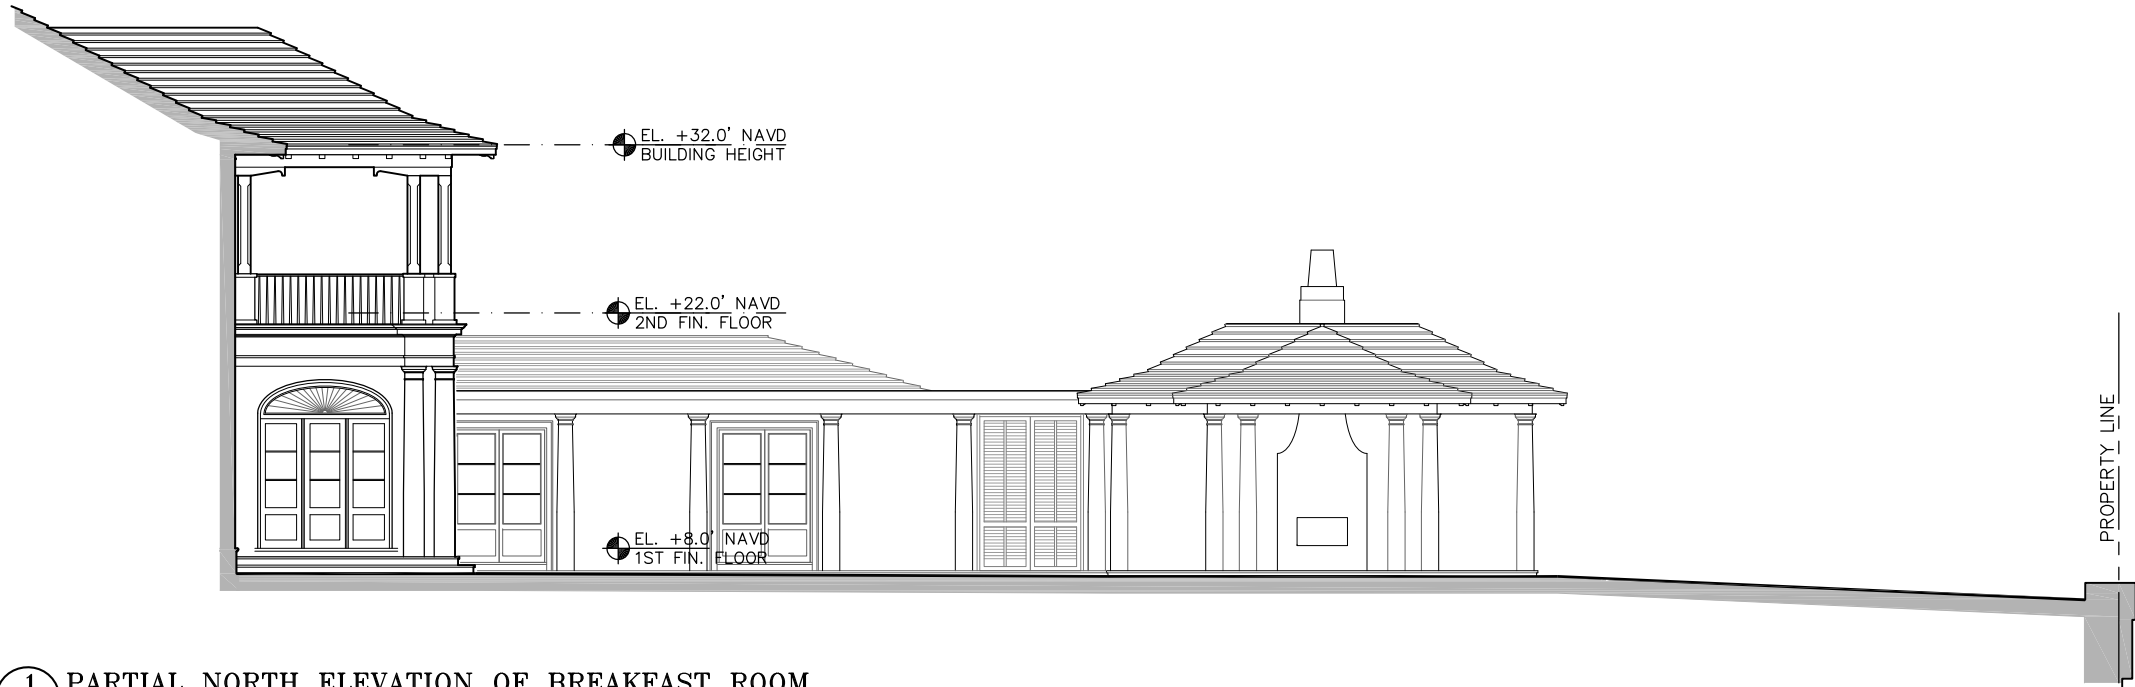 EL. +32.0' NAVD
BUILDING HEIGHT
EL. +22.0' NAVD
2ND FIN. FLOOR
EL. +8.0' NAVD
1ST FIN. FLOOR
PROPERTY LINE
1 PARTIAL NORTH ELEVATION OF BREAKFAST ROOM